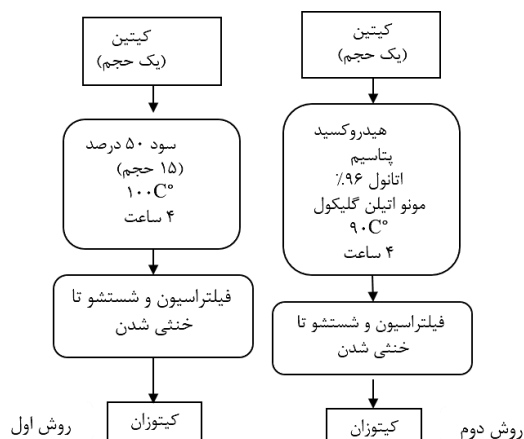 کیتین
(یک حجم)
هیدروکسید
پتاسیم
اتانول ۹۶٪
مونو اتیلن گلیکول
۹۰C°
۴ ساعت
فیلتراسیون و شستشو تا
خنثی شدن
کیتوزان
روش دوم
کیتین
(یک حجم)
سود ۵۰ درصد
(۱۵ حجم)
۱۰۰C°
۴ ساعت
فیلتراسیون و شستشو تا
خنثی شدن
کیتوزان
روش اول